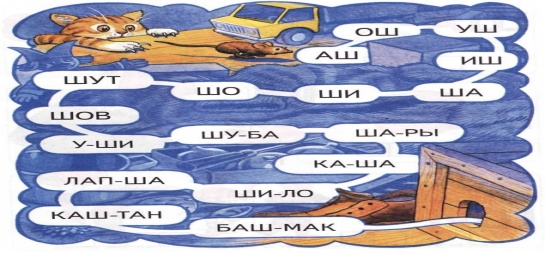 АШ
ОШ
УШ
ИШ
ША
ШИ
ШО
ШУТ
ШОВ
У-ШИ
ШУ-БА
ША-РЫ
КА-ША
ШИ-ЛО
ЛАП-ША
КАШ-ТАН
БАШ-МАК